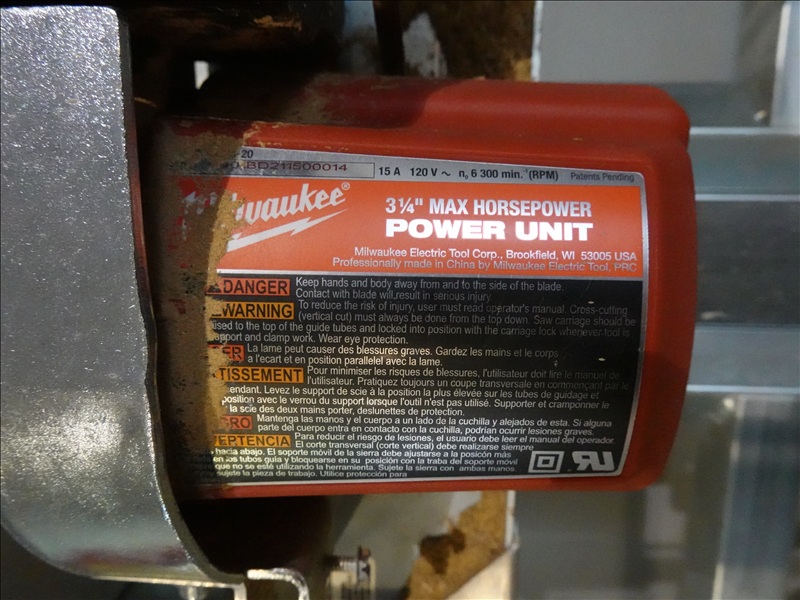 20
BD211500014 15 A 120 V ~ n₀ 6 300 min. (RPM) Patents Pending
Milwaukee®
3¼" MAX HORSEPOWER
POWER UNIT
Milwaukee Electric Tool Corp., Brookfield, WI 53005 USA
Professionally made in China by Milwaukee Electric Tool, PRC
DANGER Keep hands and body away from and to the side of the blade.
Contact with blade will result in serious injury.
WARNING To reduce the risk of injury, user must read operator's manual. Cross-cutting
(vertical cut) must always be done from the top down. Saw carriage should be
ised to the top of the guide tubes and locked into position with the carriage lock whenever tool is
pport and clamp work. Wear eye protection.
ER La lame peut causer des blessures graves. Gardez les mains et le corps
a l'ecart et en position parallelel avec la lame.
TISSEMENT Pour minimiser les risques de blessures, l'utilisateur doit lire le manuel de
l'utilisateur. Pratiquez toujours un coupe transversale en commençant par le
endant. Levez le support de scie à la position la plus élevée sur les tubes de guidage et
position avec le verrou du support lorsque l'outil n'est pas utilisé. Supporter et cramponner le
la scie des deux mains porter, deslunettes de protection.
GRO Mantenga las manos y el cuerpo a un lado de la cuchilla y alejados de esta. Si alguna
parte del cuerpo entra en contacto con la cuchilla, podrian ocurrir lesiones graves.
EPTENCIA Para reducir el riesgo de lesiones, el usuario debe leer el manual del operador
El corte transversal (corte vertical) debe realizarse siempre
hacia abajo. El soporte móvil de la sierra debe ajustarse a la posición más
en los tubos guia y bloquearse en su posición con la traba del soporte movil
que no se esté utilizando la herramienta. Sujete la sierra con ambas manos.
sujete la pieza de trabajo. Utilice protección para